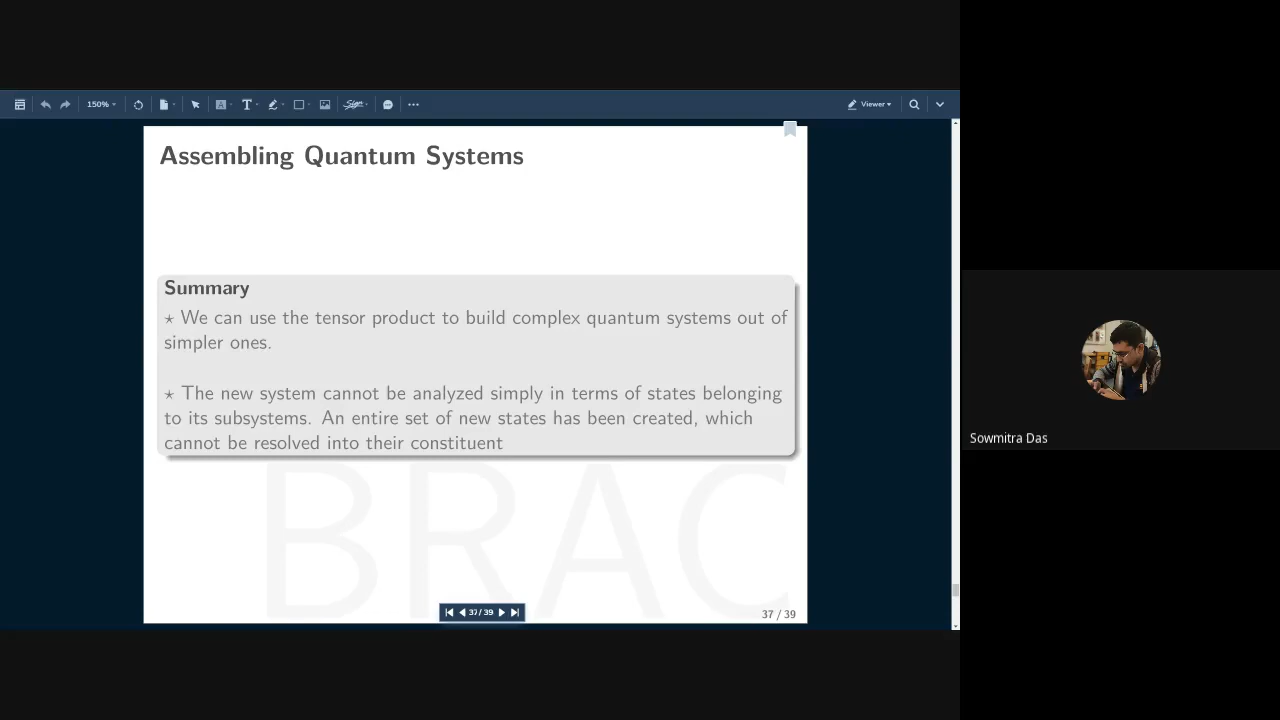 150%
T
Sign
Viewer
Assembling Quantum Systems
Summary
⋆ We can use the tensor product to build complex quantum systems out of
simpler ones.
⋆ The new system cannot be analyzed simply in terms of states belonging
to its subsystems. An entire set of new states has been created, which
cannot be resolved into their constituent
BRAC
37 / 39
37 / 39
Sowmitra Das